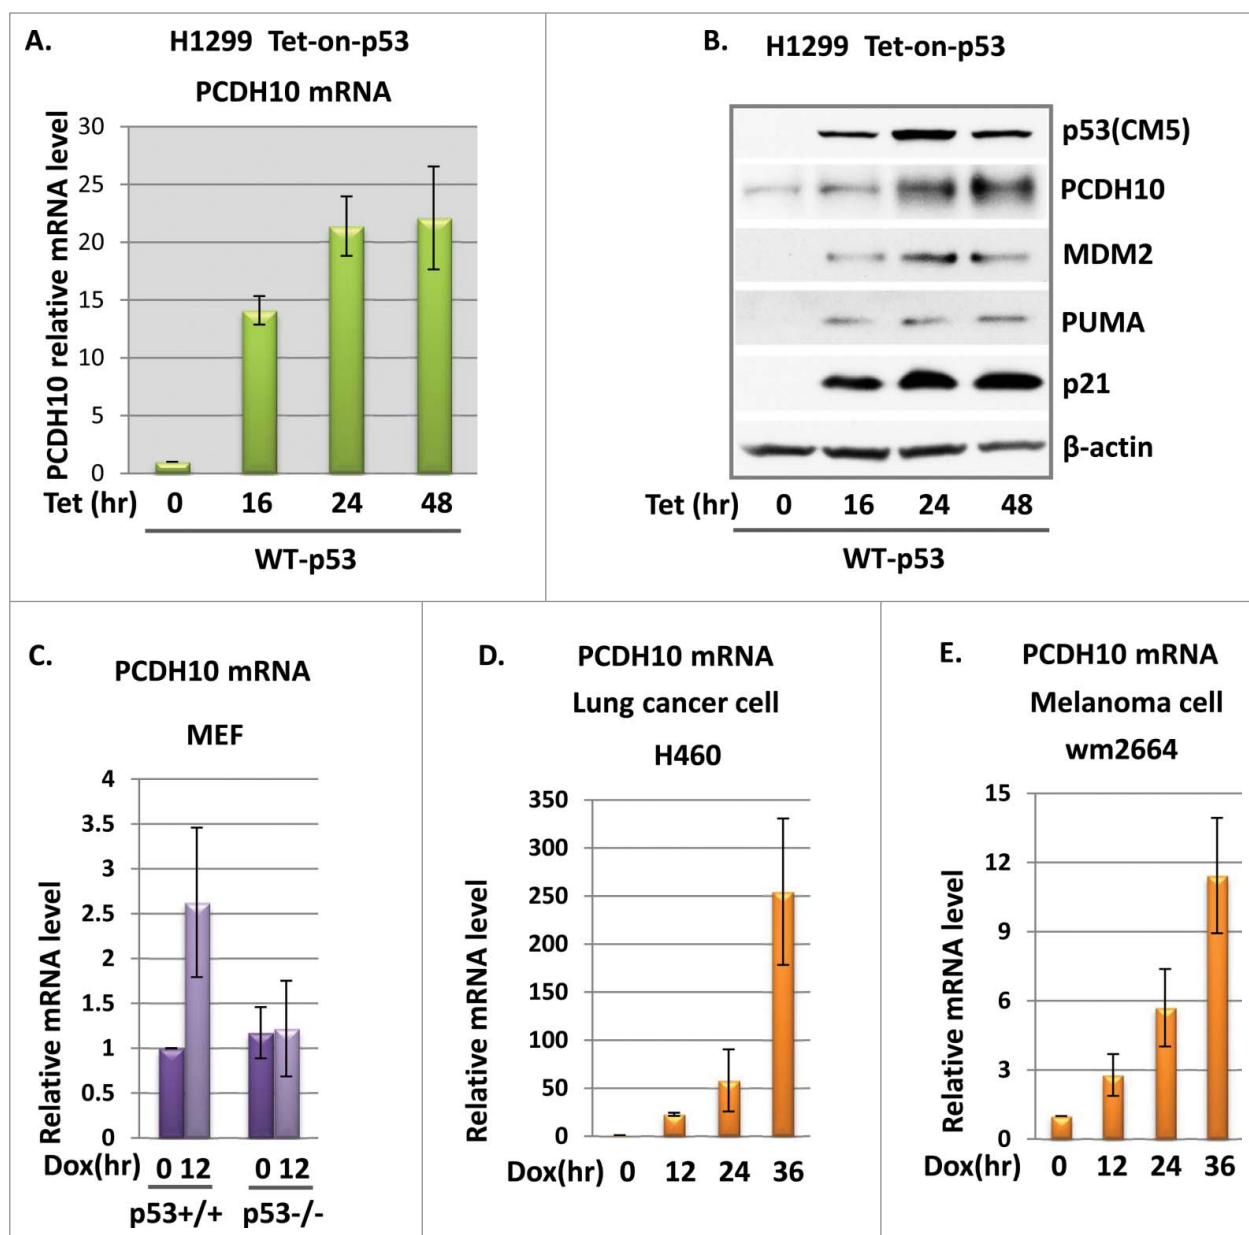 A.
H1299 Tet-on-p53
PCDH10 mRNA
PCDH10 relative mRNA level
30
25
20
15
10
5
0
Tet (hr) 0 16 24 48
WT-p53
B.
H1299 Tet-on-p53
p53(CM5)
PCDH10
MDM2
PUMA
p21
β-actin
Tet (hr) 0 16 24 48
WT-p53
C.
PCDH10 mRNA
MEF
Relative mRNA level
4
3.5
3
2.5
2
1.5
1
0.5
0
Dox(hr) 0 12 0 12
p53+/+ p53-/-
D.
PCDH10 mRNA
Lung cancer cell
H460
Relative mRNA level
350
300
250
200
150
100
50
0
Dox(hr) 0 12 24 36
E.
PCDH10 mRNA
Melanoma cell
wm2664
Relative mRNA level
15
12
9
6
3
0
Dox(hr) 0 12 24 36